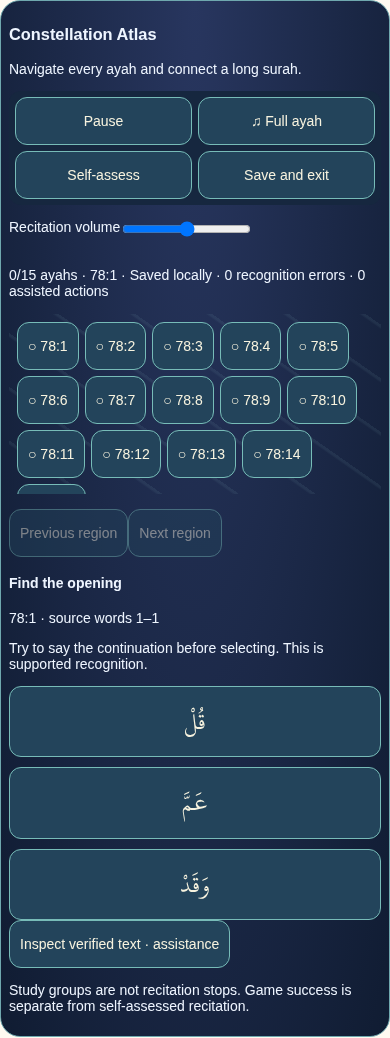 Constellation Atlas
Navigate every ayah and connect a long surah.
Pause
♫ Full ayah
Self-assess
Save and exit
Recitation volume
0/15 ayahs · 78:1 · Saved locally · 0 recognition errors · 0
assisted actions
○ 78:1 ○ 78:2 ○ 78:3 ○ 78:4 ○ 78:5
○ 78:6 ○ 78:7 ○ 78:8 ○ 78:9 ○ 78:10
○ 78:11 ○ 78:12 ○ 78:13 ○ 78:14
Previous region Next region
Find the opening
78:1 · source words 1–1
Try to say the continuation before selecting. This is
supported recognition.
قُلْ
عَمَّ
وَقَدْ
Inspect verified text · assistance
Study groups are not recitation stops. Game success is
separate from self-assessed recitation.